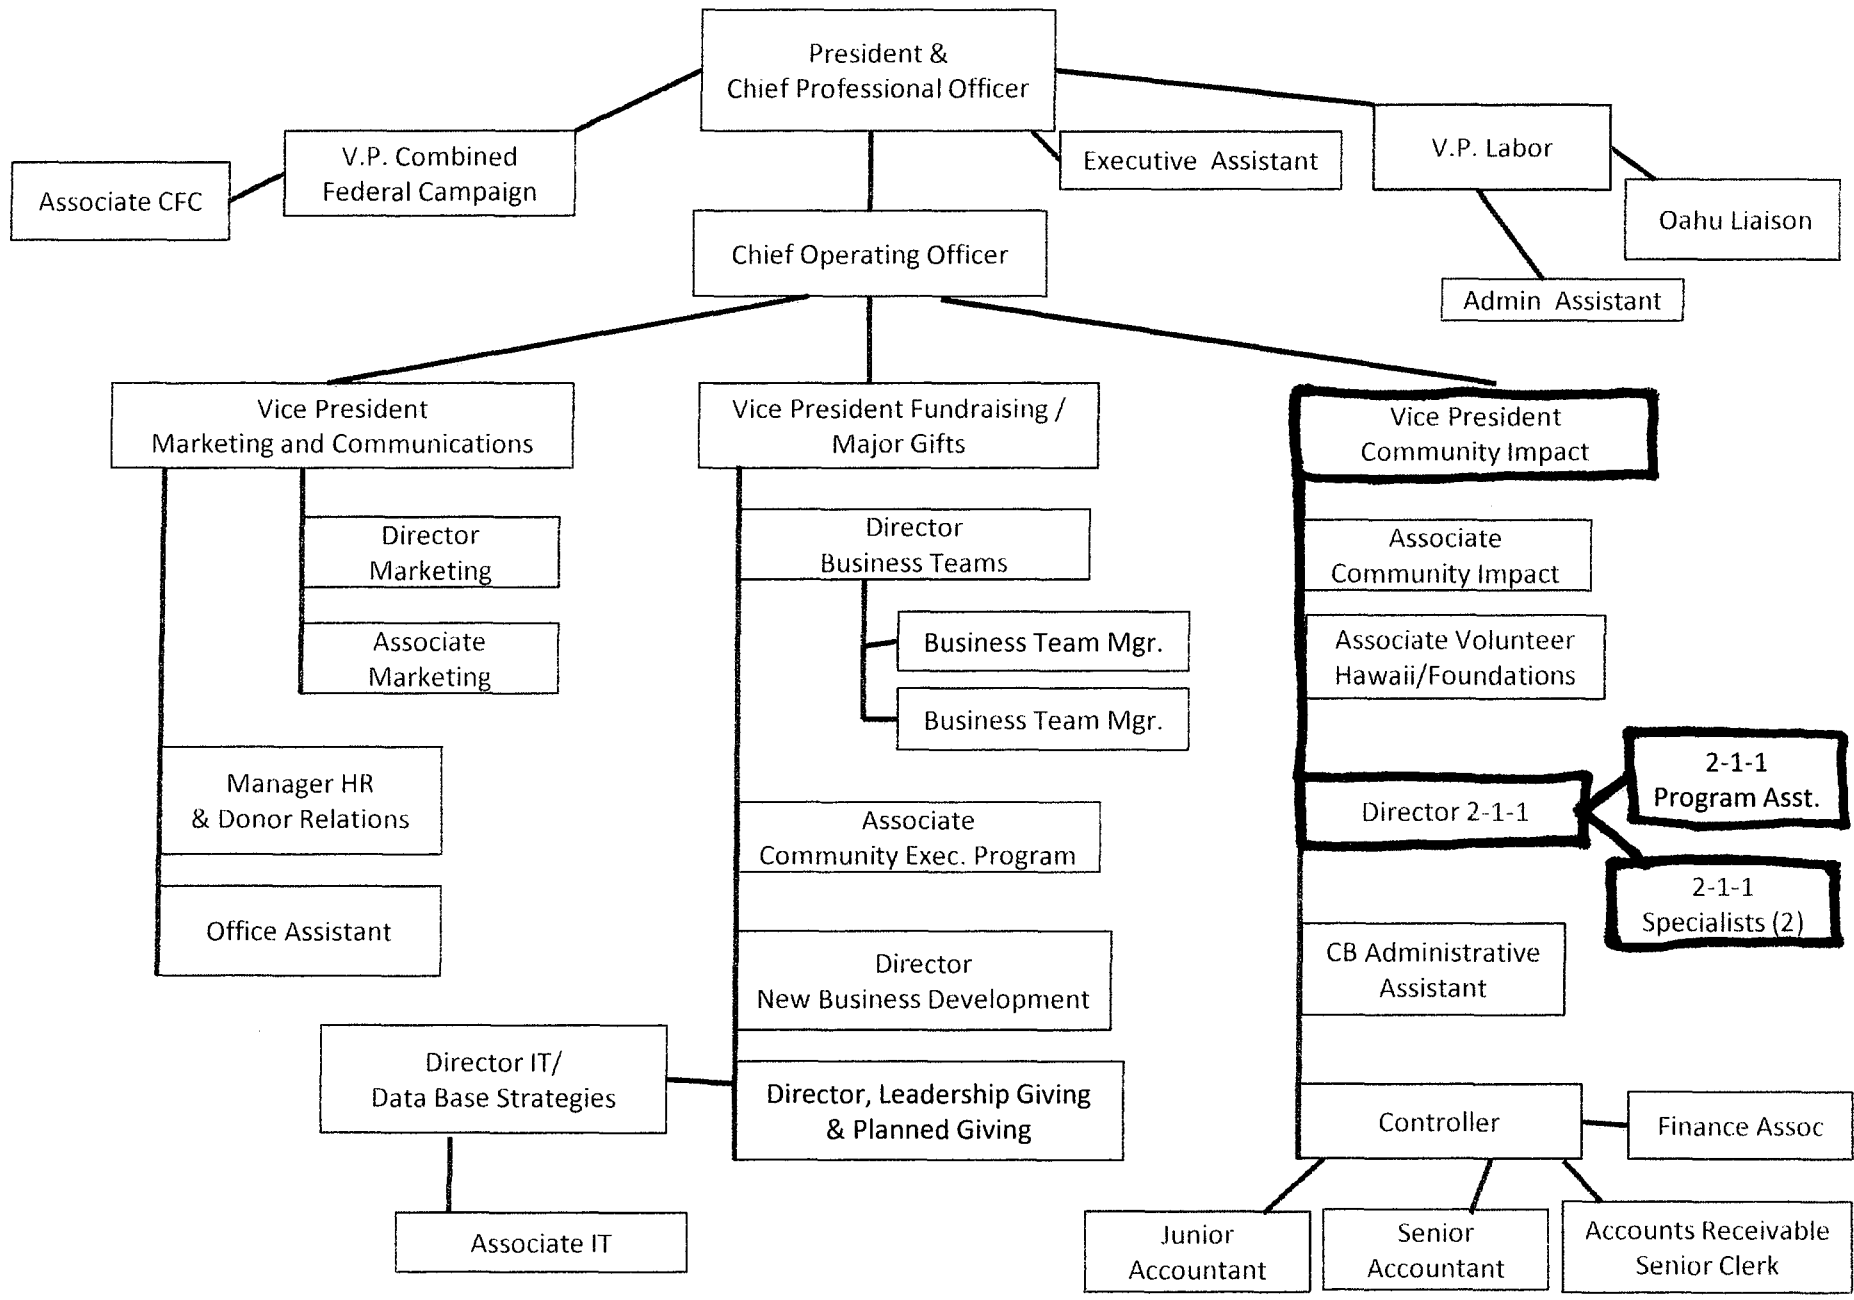 President &
Chief Professional Officer
V.P. Combined
Federal Campaign
Associate CFC
Executive Assistant
V.P. Labor
Oahu Liaison
Admin Assistant
Chief Operating Officer
Vice President
Marketing and Communications
Director
Marketing
Associate
Marketing
Manager HR
& Donor Relations
Office Assistant
Vice President Fundraising /
Major Gifts
Director
Business Teams
Business Team Mgr.
Business Team Mgr.
Associate
Community Exec. Program
Director
New Business Development
Director, Leadership Giving
& Planned Giving
Director IT/
Data Base Strategies
Associate IT
Vice President
Community Impact
Associate
Community Impact
Associate Volunteer
Hawaii/Foundations
Director 2-1-1
2-1-1
Program Asst.
2-1-1
Specialists (2)
CB Administrative
Assistant
Controller
Finance Assoc
Junior
Accountant
Senior
Accountant
Accounts Receivable
Senior Clerk